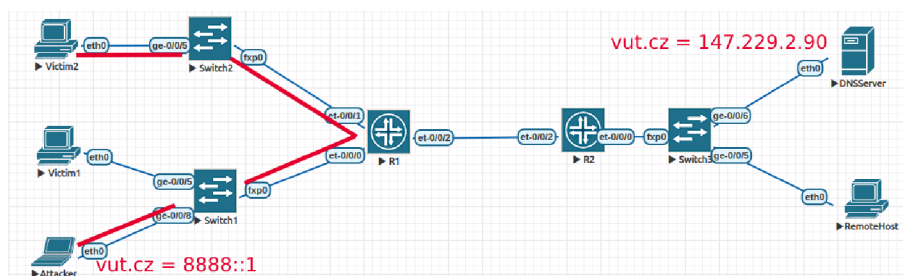 vut.cz = 147.229.2.90
eth0
ge-0/0/5
▶ Switch2
fxp0
▶ Victim2
eth0
▶ DNSServer
et-0/0/1
et-0/0/2
▶ R1
et-0/0/2
▶ R2
et-0/0/0
fxp0
▶ Switch3
ge-0/0/6
ge-0/0/5
eth0
▶ Victim1
et-0/0/0
ge-0/0/5
fxp0
▶ Switch1
ge-0/0/8
eth0
▶ RemoteHost
eth0
▶ Attacker
vut.cz = 8888::1